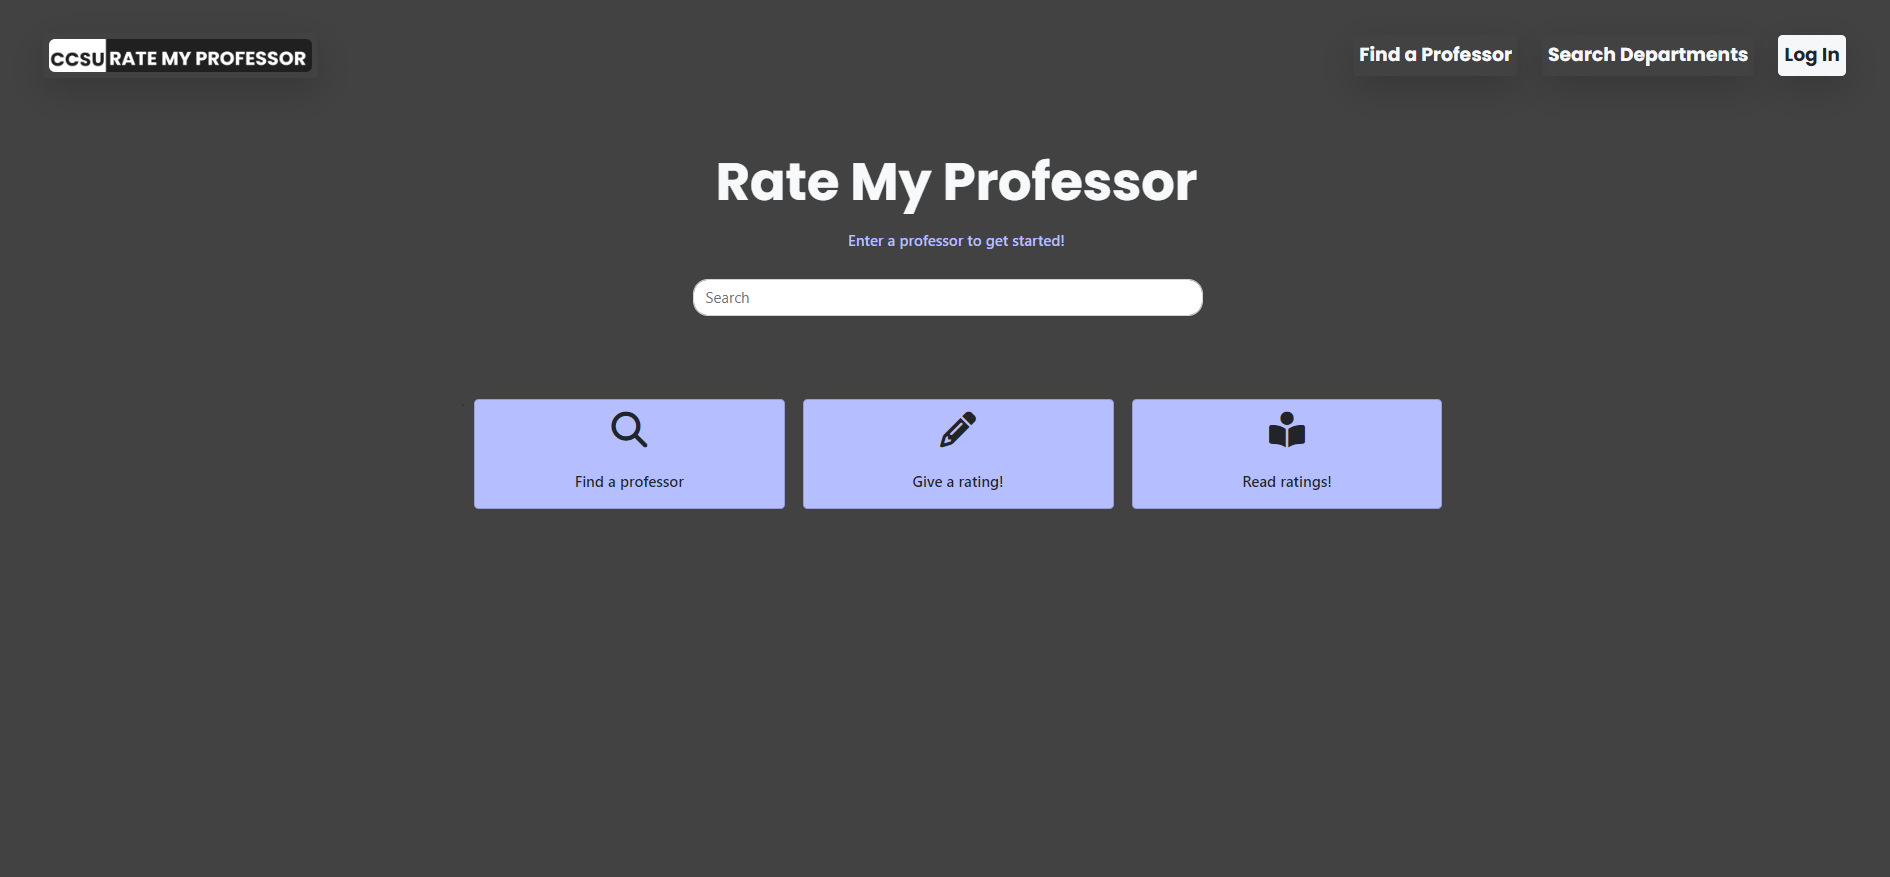 CCSU RATE MY PROFESSOR
Find a Professor
Search Departments
Log In
Rate My Professor
Enter a professor to get started!
Search
Find a professor
Give a rating!
Read ratings!